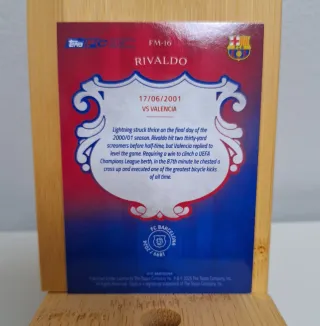 Topps
FM-16
RIVALDO
17/06/2001
VS VALENCIA
Lightning struck thrice on the final day of the
2000/01 season. Rivaldo hit two thirty-yard
screamers before half-time, but Valencia replied to
level the game. Requiring a win to clinch a UEFA
Champions League berth, in the 87th minute he chested a
cross up and executed one of the greatest bicycle kicks
of all time.
FC BARCELONA